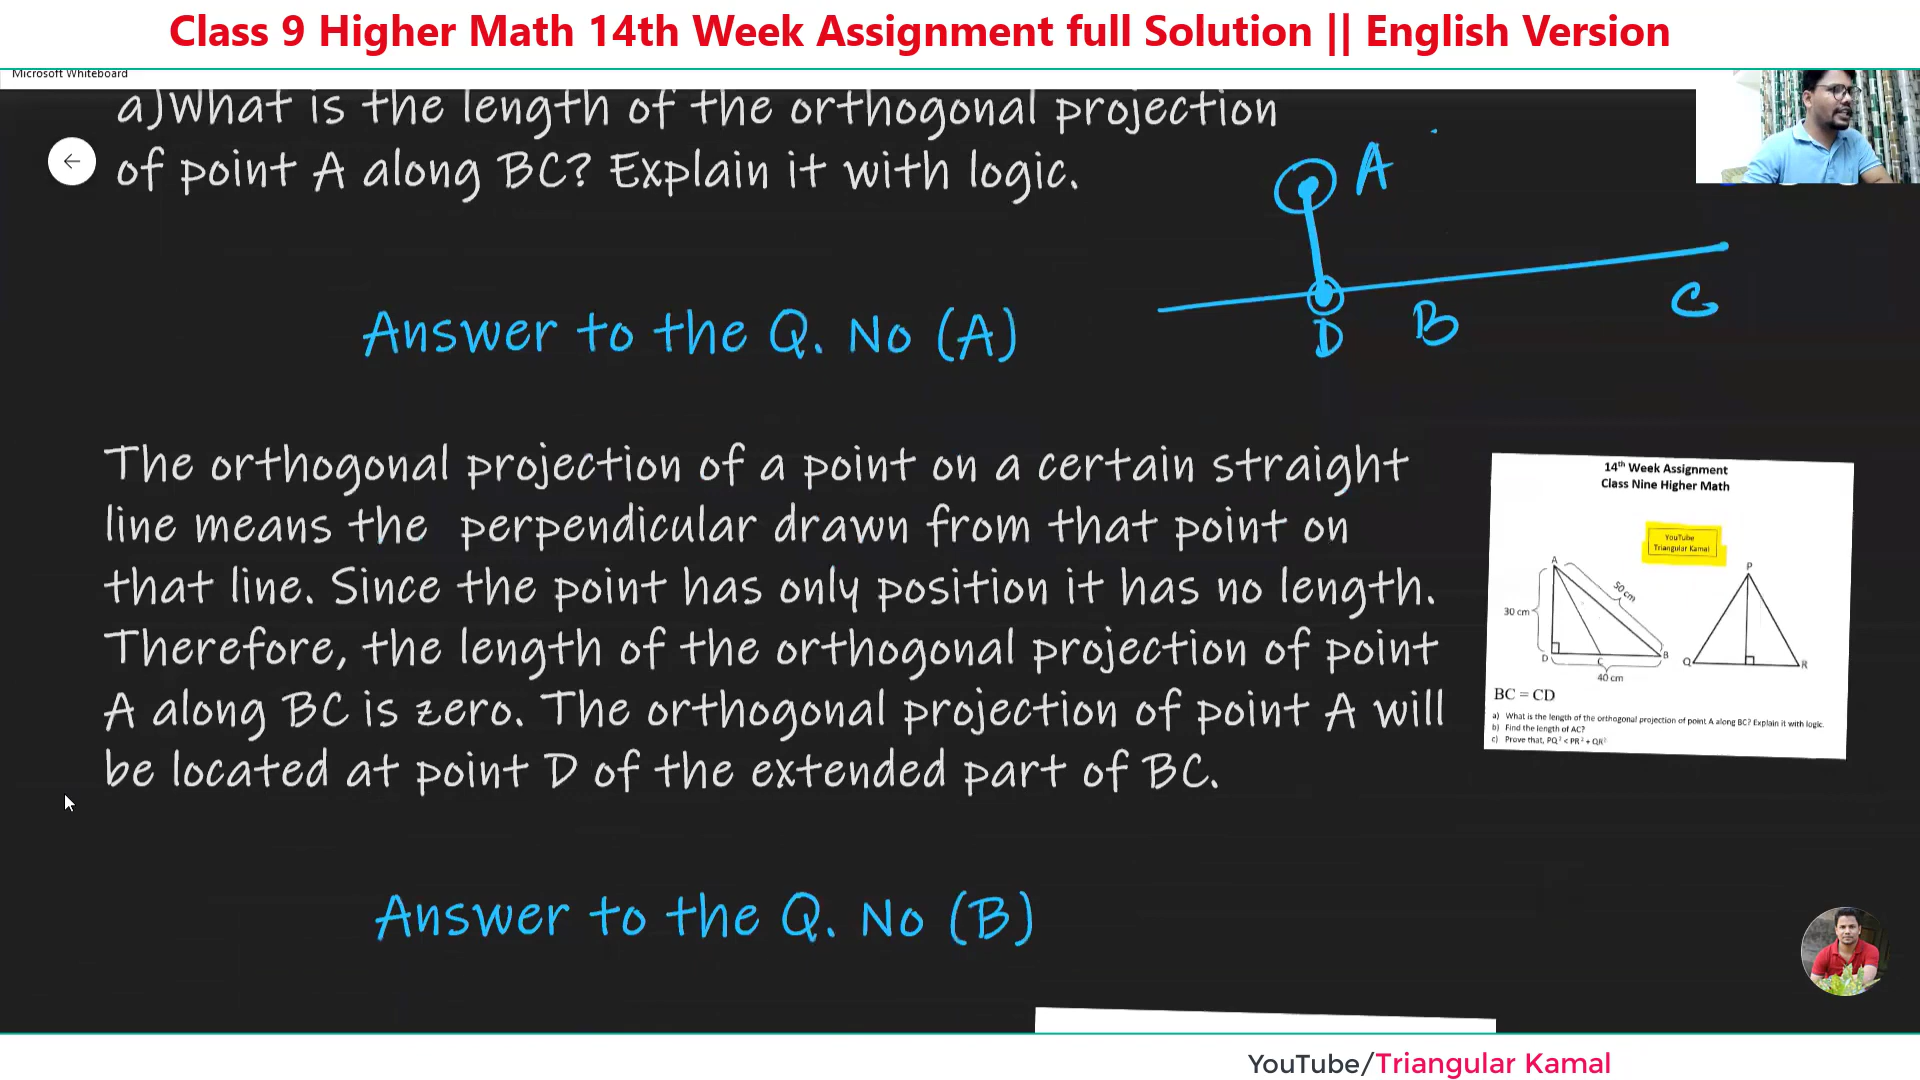 Class 9 Higher Math 14th Week Assignment full Solution || English Version
Microsoft Whiteboard
a)What is the length of the orthogonal projection
of point A along BC? Explain it with logic.
A
D
B
C
Answer to the Q. No (A)
The orthogonal projection of a point on a certain straight
line means the perpendicular drawn from that point on
that line. Since the point has only position it has no length.
Therefore, the length of the orthogonal projection of point
A along BC is zero. The orthogonal projection of point A will
be located at point D of the extended part of BC.
14th Week Assignment
Class Nine Higher Math
YouTube
Triangular Kamal
A
50 cm
30 cm
D
C
B
40 cm
P
Q
R
BC = CD
a) What is the length of the orthogonal projection of point A along BC? Explain it with logic.
b) Find the length of AC?
c) Prove that, PQ² < PR² + QR²
Answer to the Q. No (B)
YouTube/Triangular Kamal